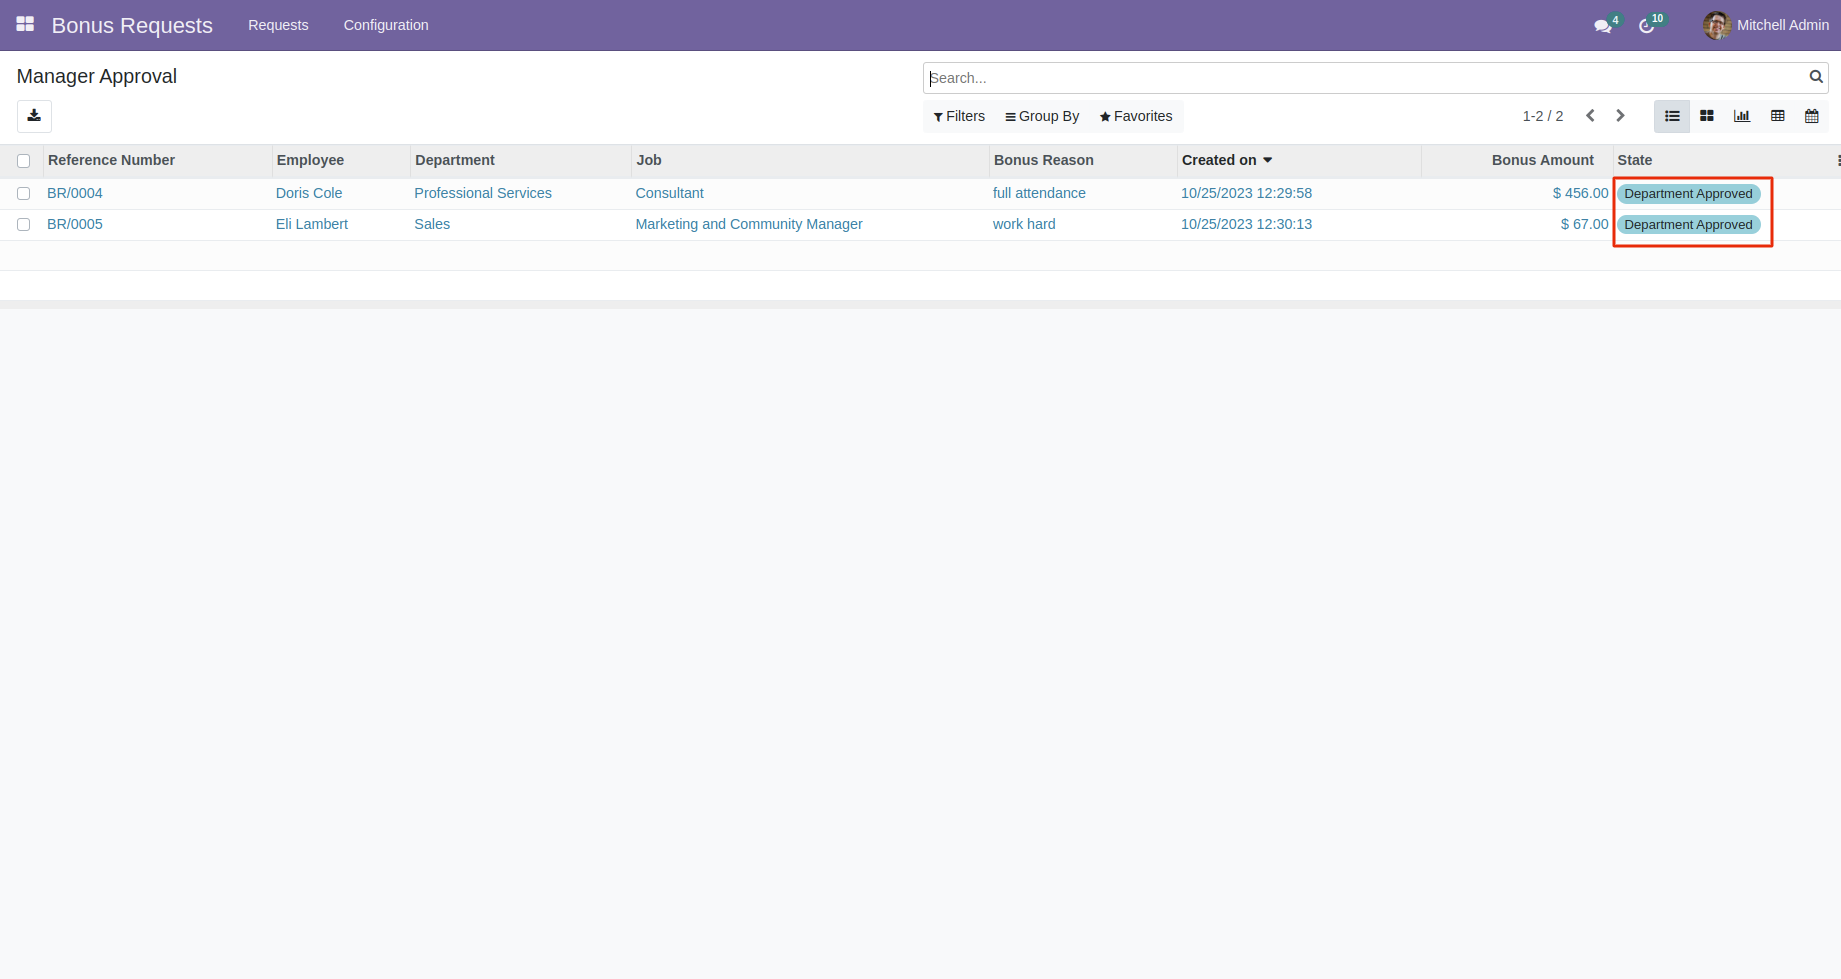 Bonus Requests Requests Configuration 4 10 Mitchell Admin
Manager Approval
Search...
Filters Group By Favorites 1-2 / 2
Reference Number Employee Department Job Bonus Reason Created on Bonus Amount State
BR/0004 Doris Cole Professional Services Consultant full attendance 10/25/2023 12:29:58 $ 456.00 Department Approved
BR/0005 Eli Lambert Sales Marketing and Community Manager work hard 10/25/2023 12:30:13 $ 67.00 Department Approved